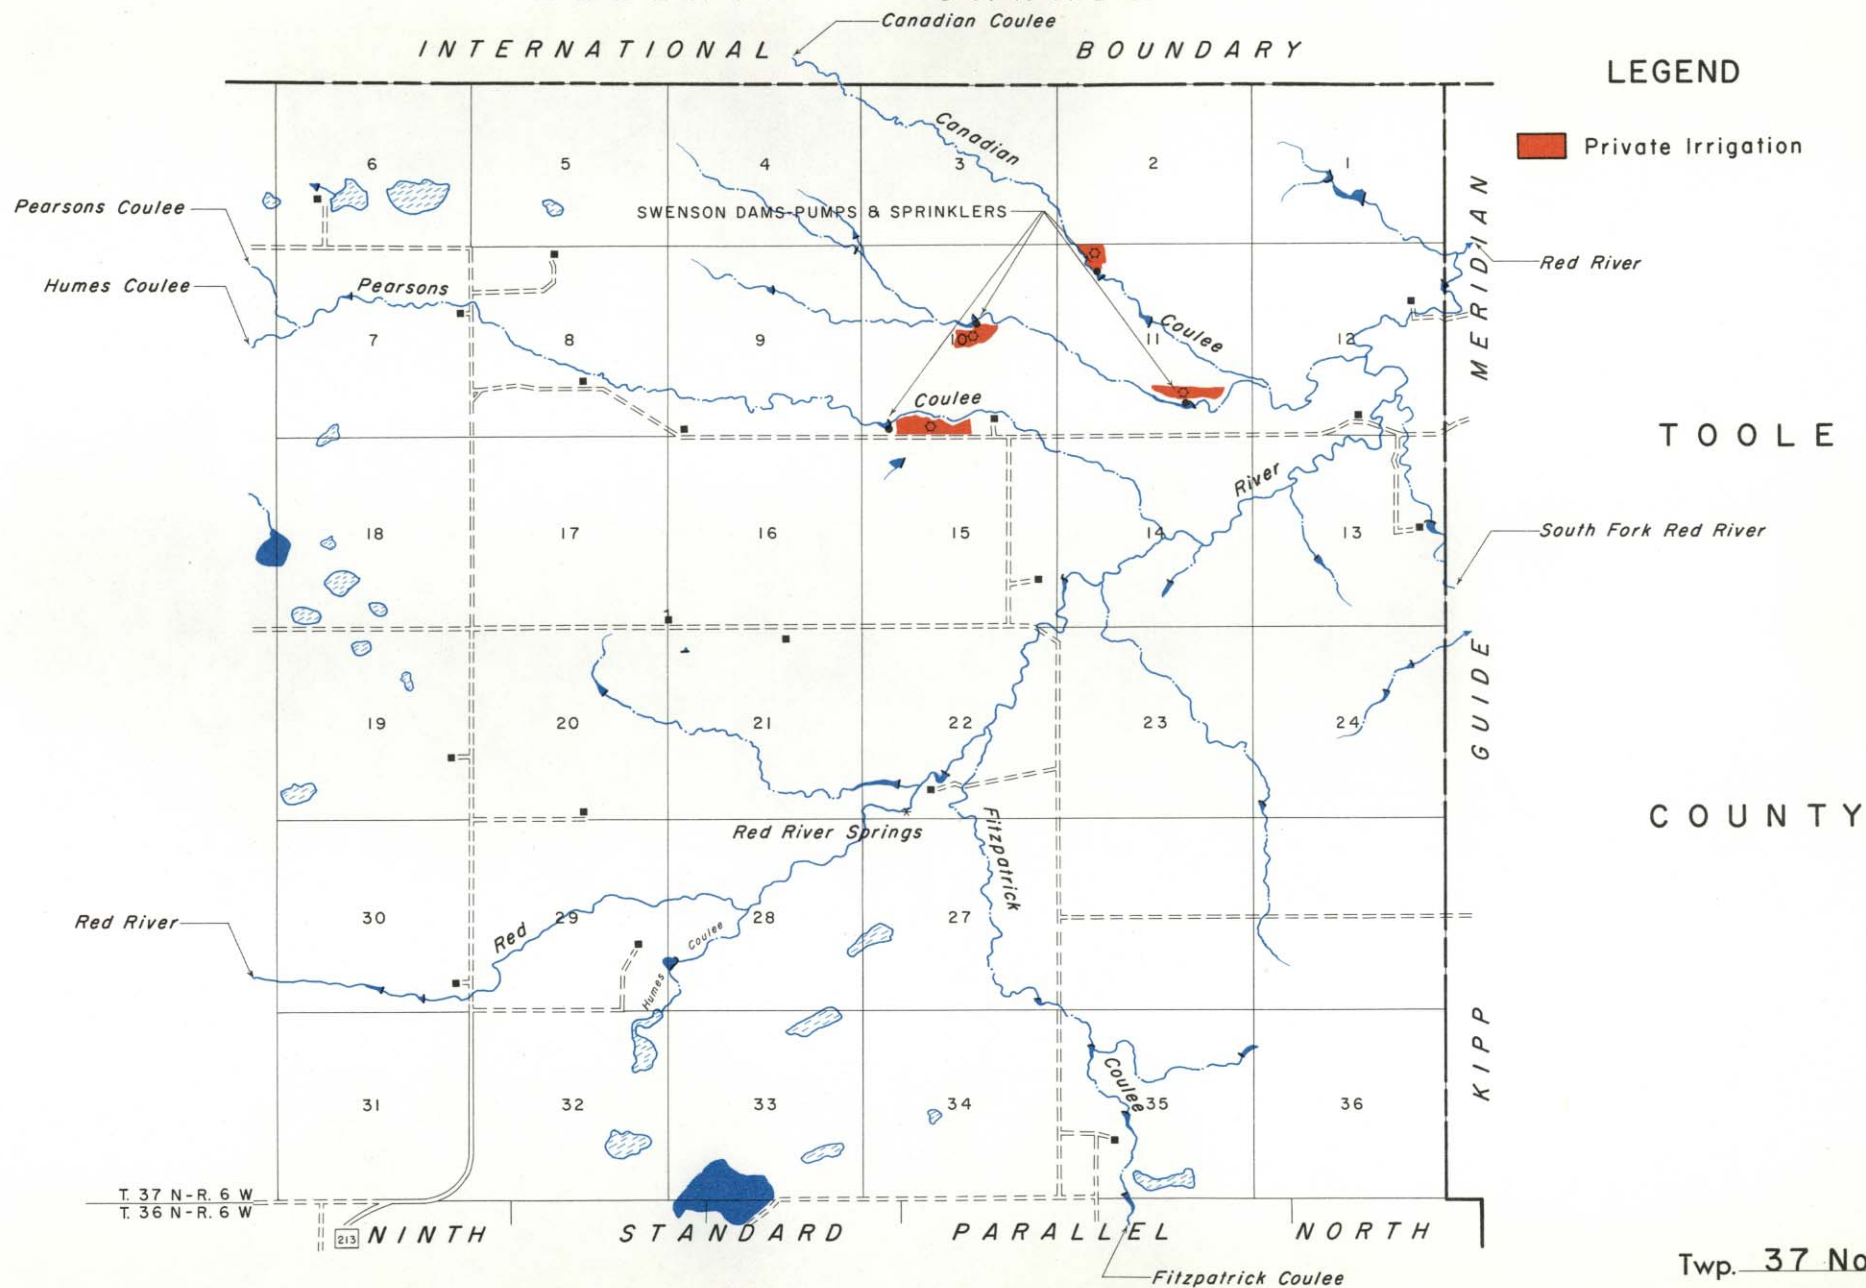 Canadian Coulee
INTERNATIONAL BOUNDARY
LEGEND
Private Irrigation
Canadian
6 5 4 3 2 1
Pearsons Coulee
SWENSON DAMS-PUMPS & SPRINKLERS
MERIDIAN
Red River
Humes Coulee
Pearsons
Coulee
7 8 9 10 11 12
Coulee
TOOLE
River
18 17 16 15 14 13
South Fork Red River
GUIDE
19 20 21 22 23 24
COUNTY
Red River Springs
Fitzpatrick
Red River
30 29 28 27
Red
Coulee
Humes
KIPP
Coulee
31 32 33 34 35 36
T. 37 N-R. 6 W
T. 36 N-R. 6 W
213
NINTH STANDARD PARALLEL NORTH
Fitzpatrick Coulee
Twp. 37 No